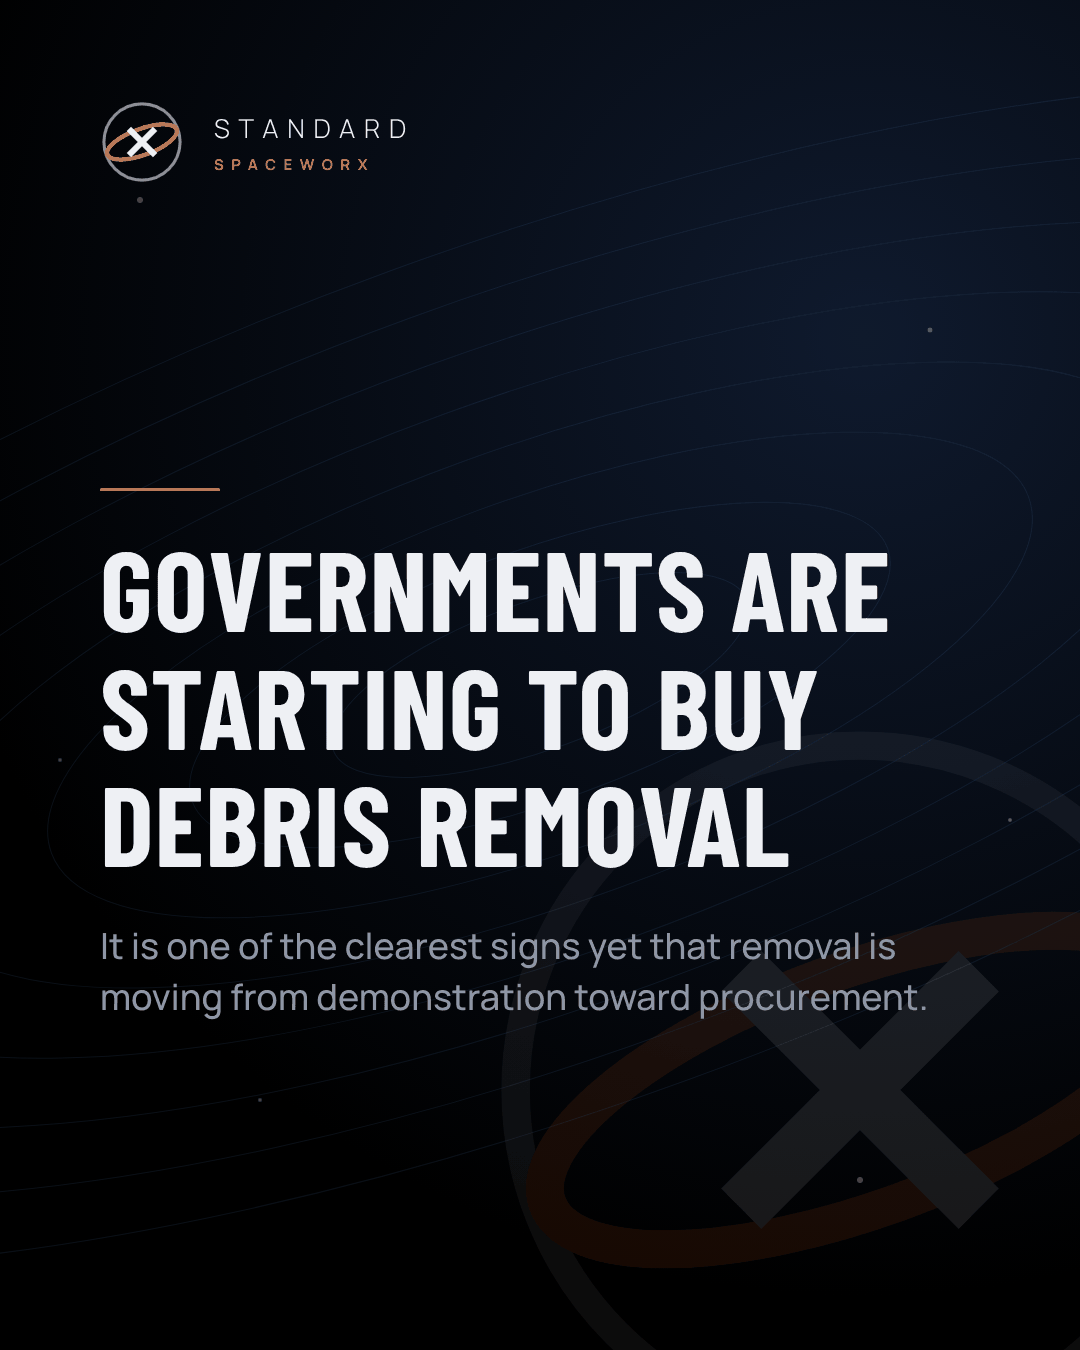 STANDARD
SPACEWORX
GOVERNMENTS ARE
STARTING TO BUY
DEBRIS REMOVAL
It is one of the clearest signs yet that removal is
moving from demonstration toward procurement.